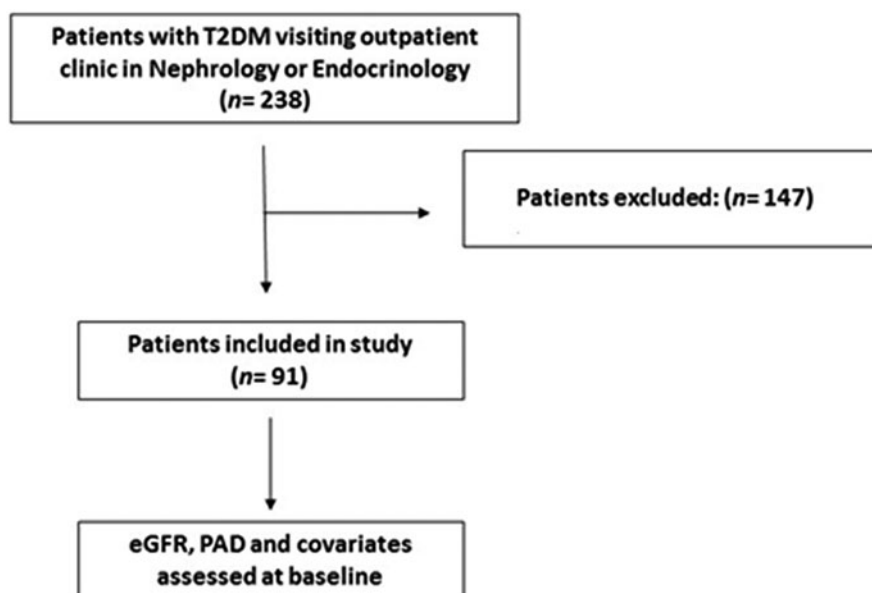 Patients with T2DM visiting outpatient
clinic in Nephrology or Endocrinology
(n= 238)
Patients excluded: (n= 147)
Patients included in study
(n= 91)
eGFR, PAD and covariates
assessed at baseline